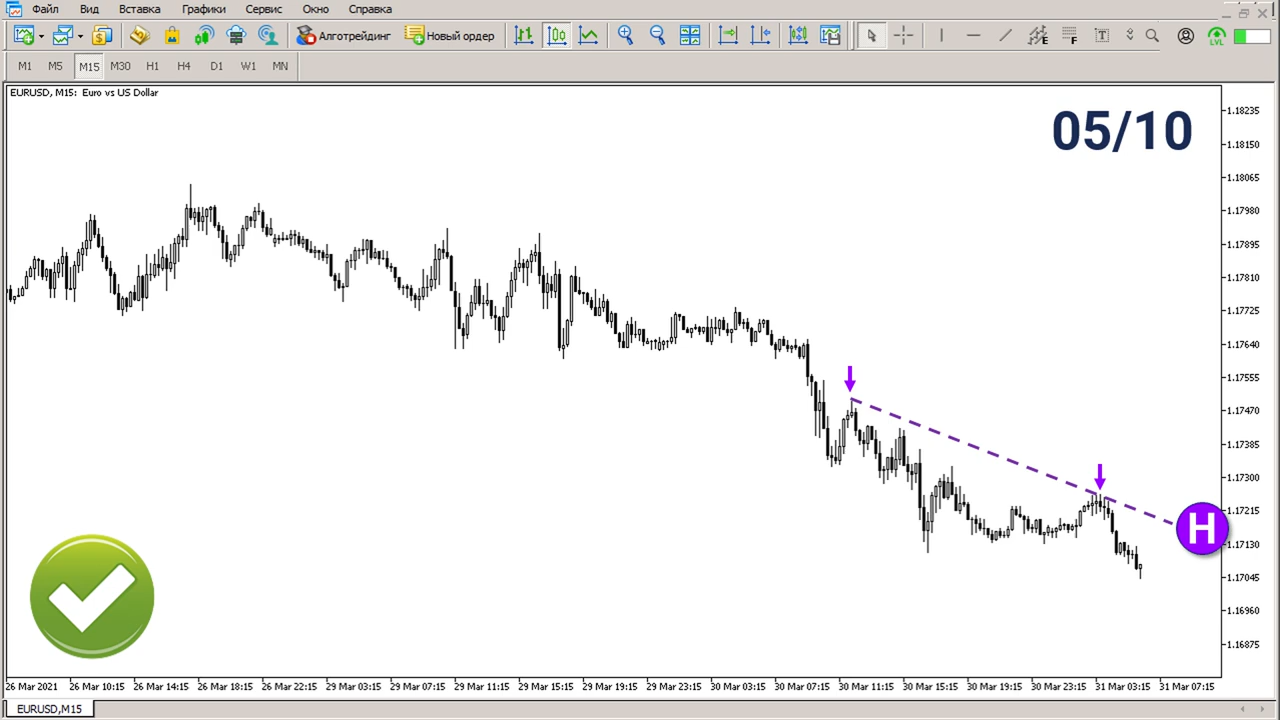 Файл Вид Вставка Графики Сервис Окно Справка
Алготрейдинг Новый ордер E F T LVL
M1 M5 M15 M30 H1 H4 D1 W1 MN
EURUSD, M15: Euro vs US Dollar
05/10
1.18235
1.18150
1.18065
1.17980
1.17895
1.17810
1.17725
1.17640
1.17555
1.17470
1.17385
1.17300
1.17215
H
1.17130
1.17045
1.16960
1.16875
26 Mar 2021 26 Mar 10:15 26 Mar 14:15 26 Mar 18:15 26 Mar 22:15 29 Mar 03:15 29 Mar 07:15 29 Mar 11:15 29 Mar 15:15 29 Mar 19:15 29 Mar 23:15 30 Mar 03:15 30 Mar 07:15 30 Mar 11:15 30 Mar 15:15 30 Mar 19:15 30 Mar 23:15 31 Mar 03:15 31 Mar 07:15
EURUSD,M15